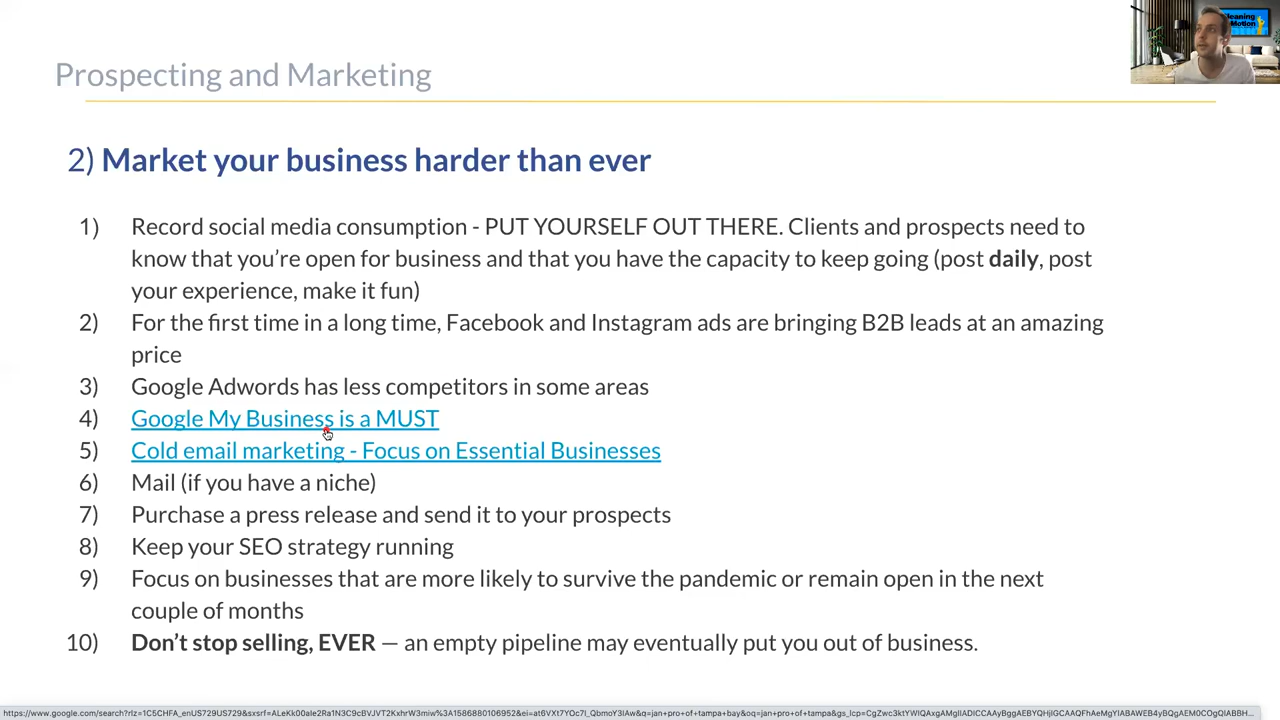 Prospecting and Marketing
Cleaning
Motion
2) Market your business harder than ever
1) Record social media consumption - PUT YOURSELF OUT THERE. Clients and prospects need to
know that you’re open for business and that you have the capacity to keep going (post daily, post
your experience, make it fun)
2) For the first time in a long time, Facebook and Instagram ads are bringing B2B leads at an amazing
price
3) Google Adwords has less competitors in some areas
4) Google My Business is a MUST
5) Cold email marketing - Focus on Essential Businesses
6) Mail (if you have a niche)
7) Purchase a press release and send it to your prospects
8) Keep your SEO strategy running
9) Focus on businesses that are more likely to survive the pandemic or remain open in the next
couple of months
10) Don’t stop selling, EVER — an empty pipeline may eventually put you out of business.